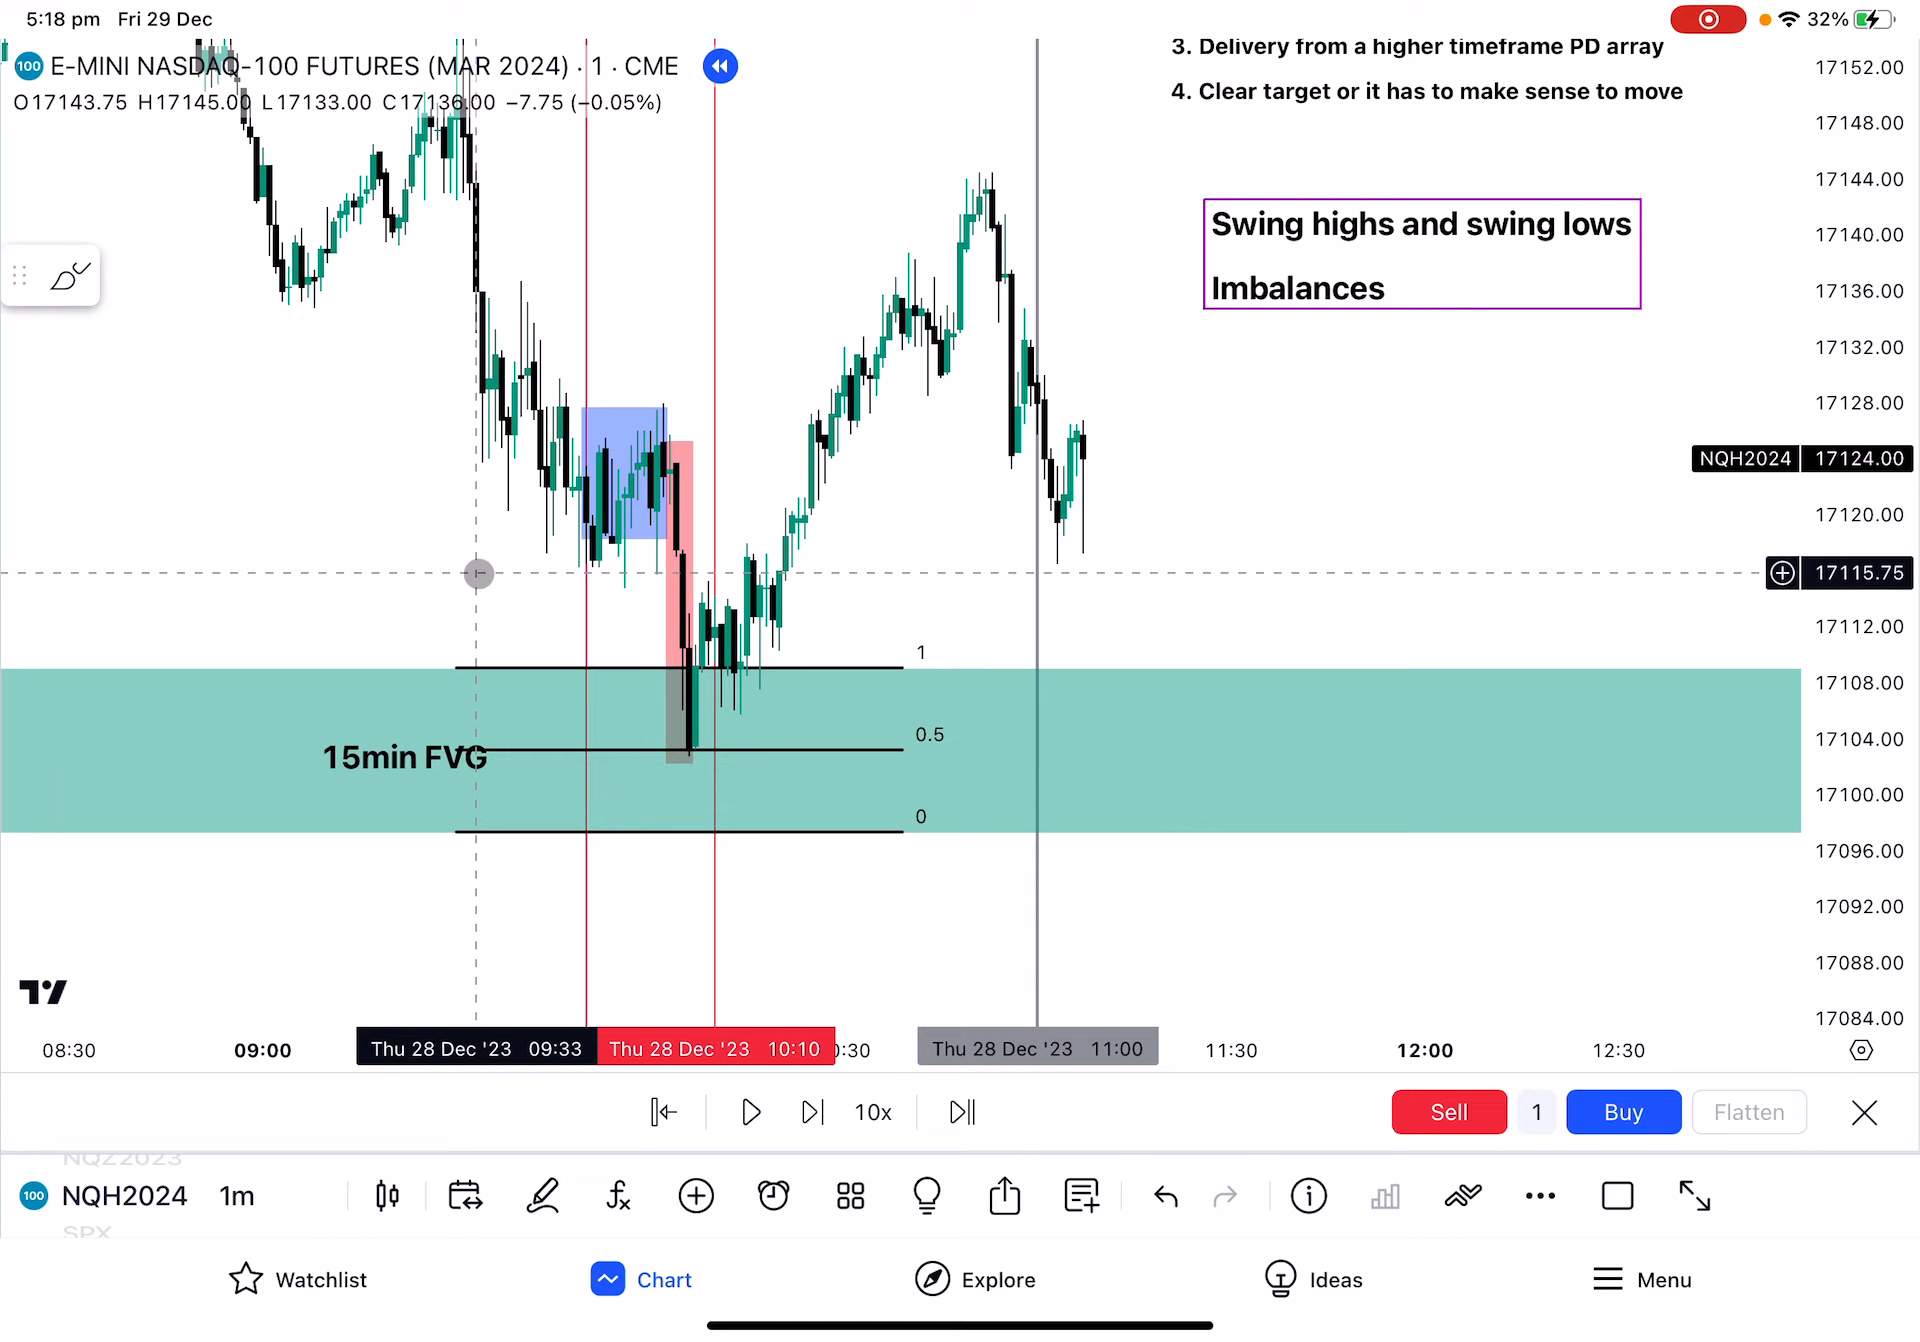 5:18 pm Fri 29 Dec
32%
3. Delivery from a higher timeframe PD array
4. Clear target or it has to make sense to move
100 E-MINI NASDAQ-100 FUTURES (MAR 2024) · 1 · CME
O17143.75 H17145.00 L17133.00 C17136.00 −7.75 (−0.05%)
Swing highs and swing lows
Imbalances
17152.00
17148.00
17144.00
17140.00
17136.00
17132.00
17128.00
NQH2024 17124.00
17120.00
17115.75
17112.00
17108.00
17104.00
17100.00
17096.00
17092.00
17088.00
17084.00
1
0.5
0
15min FVG
08:30 09:00 Thu 28 Dec '23 09:33 Thu 28 Dec '23 10:10 :30 Thu 28 Dec '23 11:00 11:30 12:00 12:30
10x
Sell 1 Buy Flatten
NQZ2023
100 NQH2024 1m
SPX
Watchlist Chart Explore Ideas Menu